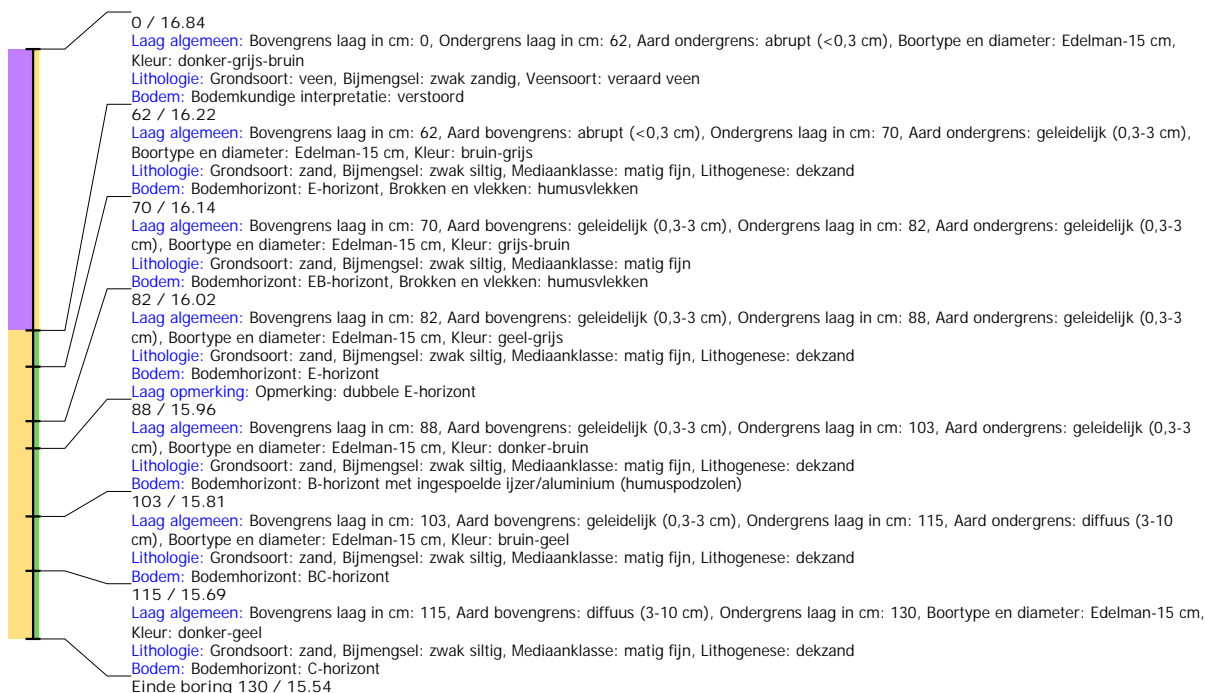 0 / 16.84
Laag algemeen: Bovengrens laag in cm: 0, Ondergrens laag in cm: 62, Aard ondergrens: abrupt (<0,3 cm), Boortype en diameter: Edelman-15 cm,
Kleur: donker-grijs-bruin
Lithologie: Grondsoort: veen, Bijmengsel: zwak zandig, Veensoort: veraard veen
Bodem: Bodemkundige interpretatie: verstoord
62 / 16.22
Laag algemeen: Bovengrens laag in cm: 62, Aard bovengrens: abrupt (<0,3 cm), Ondergrens laag in cm: 70, Aard ondergrens: geleidelijk (0,3-3 cm),
Boortype en diameter: Edelman-15 cm, Kleur: bruin-grijs
Lithologie: Grondsoort: zand, Bijmengsel: zwak siltig, Mediaanklasse: matig fijn, Lithogenese: dekzand
Bodem: Bodemhorizont: E-horizont, Brokken en vlekken: humusvlekken
70 / 16.14
Laag algemeen: Bovengrens laag in cm: 70, Aard bovengrens: geleidelijk (0,3-3 cm), Ondergrens laag in cm: 82, Aard ondergrens: geleidelijk (0,3-3
cm), Boortype en diameter: Edelman-15 cm, Kleur: grijs-bruin
Lithologie: Grondsoort: zand, Bijmengsel: zwak siltig, Mediaanklasse: matig fijn
Bodem: Bodemhorizont: EB-horizont, Brokken en vlekken: humusvlekken
82 / 16.02
Laag algemeen: Bovengrens laag in cm: 82, Aard bovengrens: geleidelijk (0,3-3 cm), Ondergrens laag in cm: 88, Aard ondergrens: geleidelijk (0,3-3
cm), Boortype en diameter: Edelman-15 cm, Kleur: geel-grijs
Lithologie: Grondsoort: zand, Bijmengsel: zwak siltig, Mediaanklasse: matig fijn, Lithogenese: dekzand
Bodem: Bodemhorizont: E-horizont
Laag opmerking: Opmerking: dubbele E-horizont
88 / 15.96
Laag algemeen: Bovengrens laag in cm: 88, Aard bovengrens: geleidelijk (0,3-3 cm), Ondergrens laag in cm: 103, Aard ondergrens: geleidelijk (0,3-3
cm), Boortype en diameter: Edelman-15 cm, Kleur: donker-bruin
Lithologie: Grondsoort: zand, Bijmengsel: zwak siltig, Mediaanklasse: matig fijn, Lithogenese: dekzand
Bodem: Bodemhorizont: B-horizont met ingespoelde ijzer/aluminium (humuspodzolen)
103 / 15.81
Laag algemeen: Bovengrens laag in cm: 103, Aard bovengrens: geleidelijk (0,3-3 cm), Ondergrens laag in cm: 115, Aard ondergrens: diffuus (3-10
cm), Boortype en diameter: Edelman-15 cm, Kleur: bruin-geel
Lithologie: Grondsoort: zand, Bijmengsel: zwak siltig, Mediaanklasse: matig fijn, Lithogenese: dekzand
Bodem: Bodemhorizont: BC-horizont
115 / 15.69
Laag algemeen: Bovengrens laag in cm: 115, Aard bovengrens: diffuus (3-10 cm), Ondergrens laag in cm: 130, Boortype en diameter: Edelman-15 cm,
Kleur: donker-geel
Lithologie: Grondsoort: zand, Bijmengsel: zwak siltig, Mediaanklasse: matig fijn, Lithogenese: dekzand
Bodem: Bodemhorizont: C-horizont
Einde boring 130 / 15.54